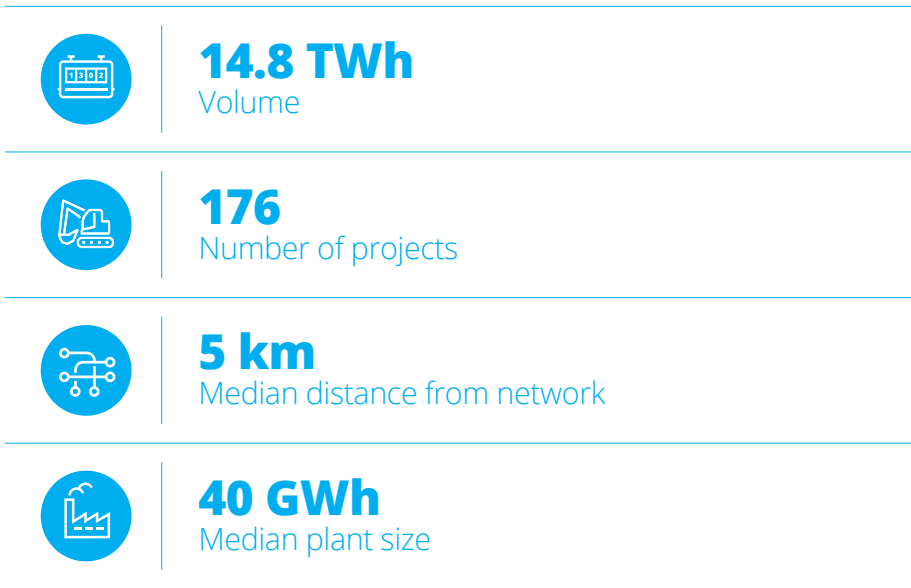 1302
14.8 TWh
Volume
176
Number of projects
5 km
Median distance from network
40 GWh
Median plant size